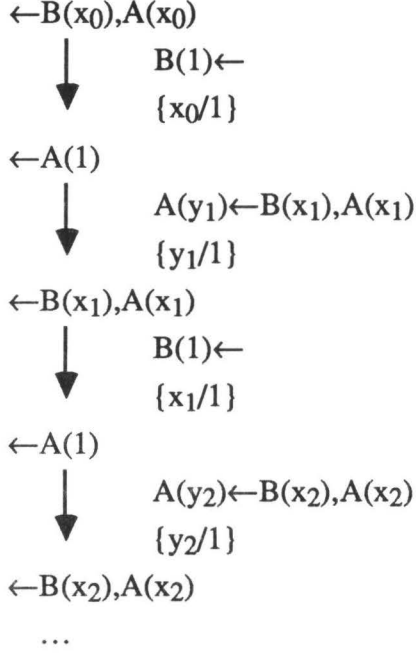 ←B(x₀),A(x₀)
B(1)←
{x₀/1}
←A(1)
A(y₁)←B(x₁),A(x₁)
{y₁/1}
←B(x₁),A(x₁)
B(1)←
{x₁/1}
←A(1)
A(y₂)←B(x₂),A(x₂)
{y₂/1}
←B(x₂),A(x₂)
...